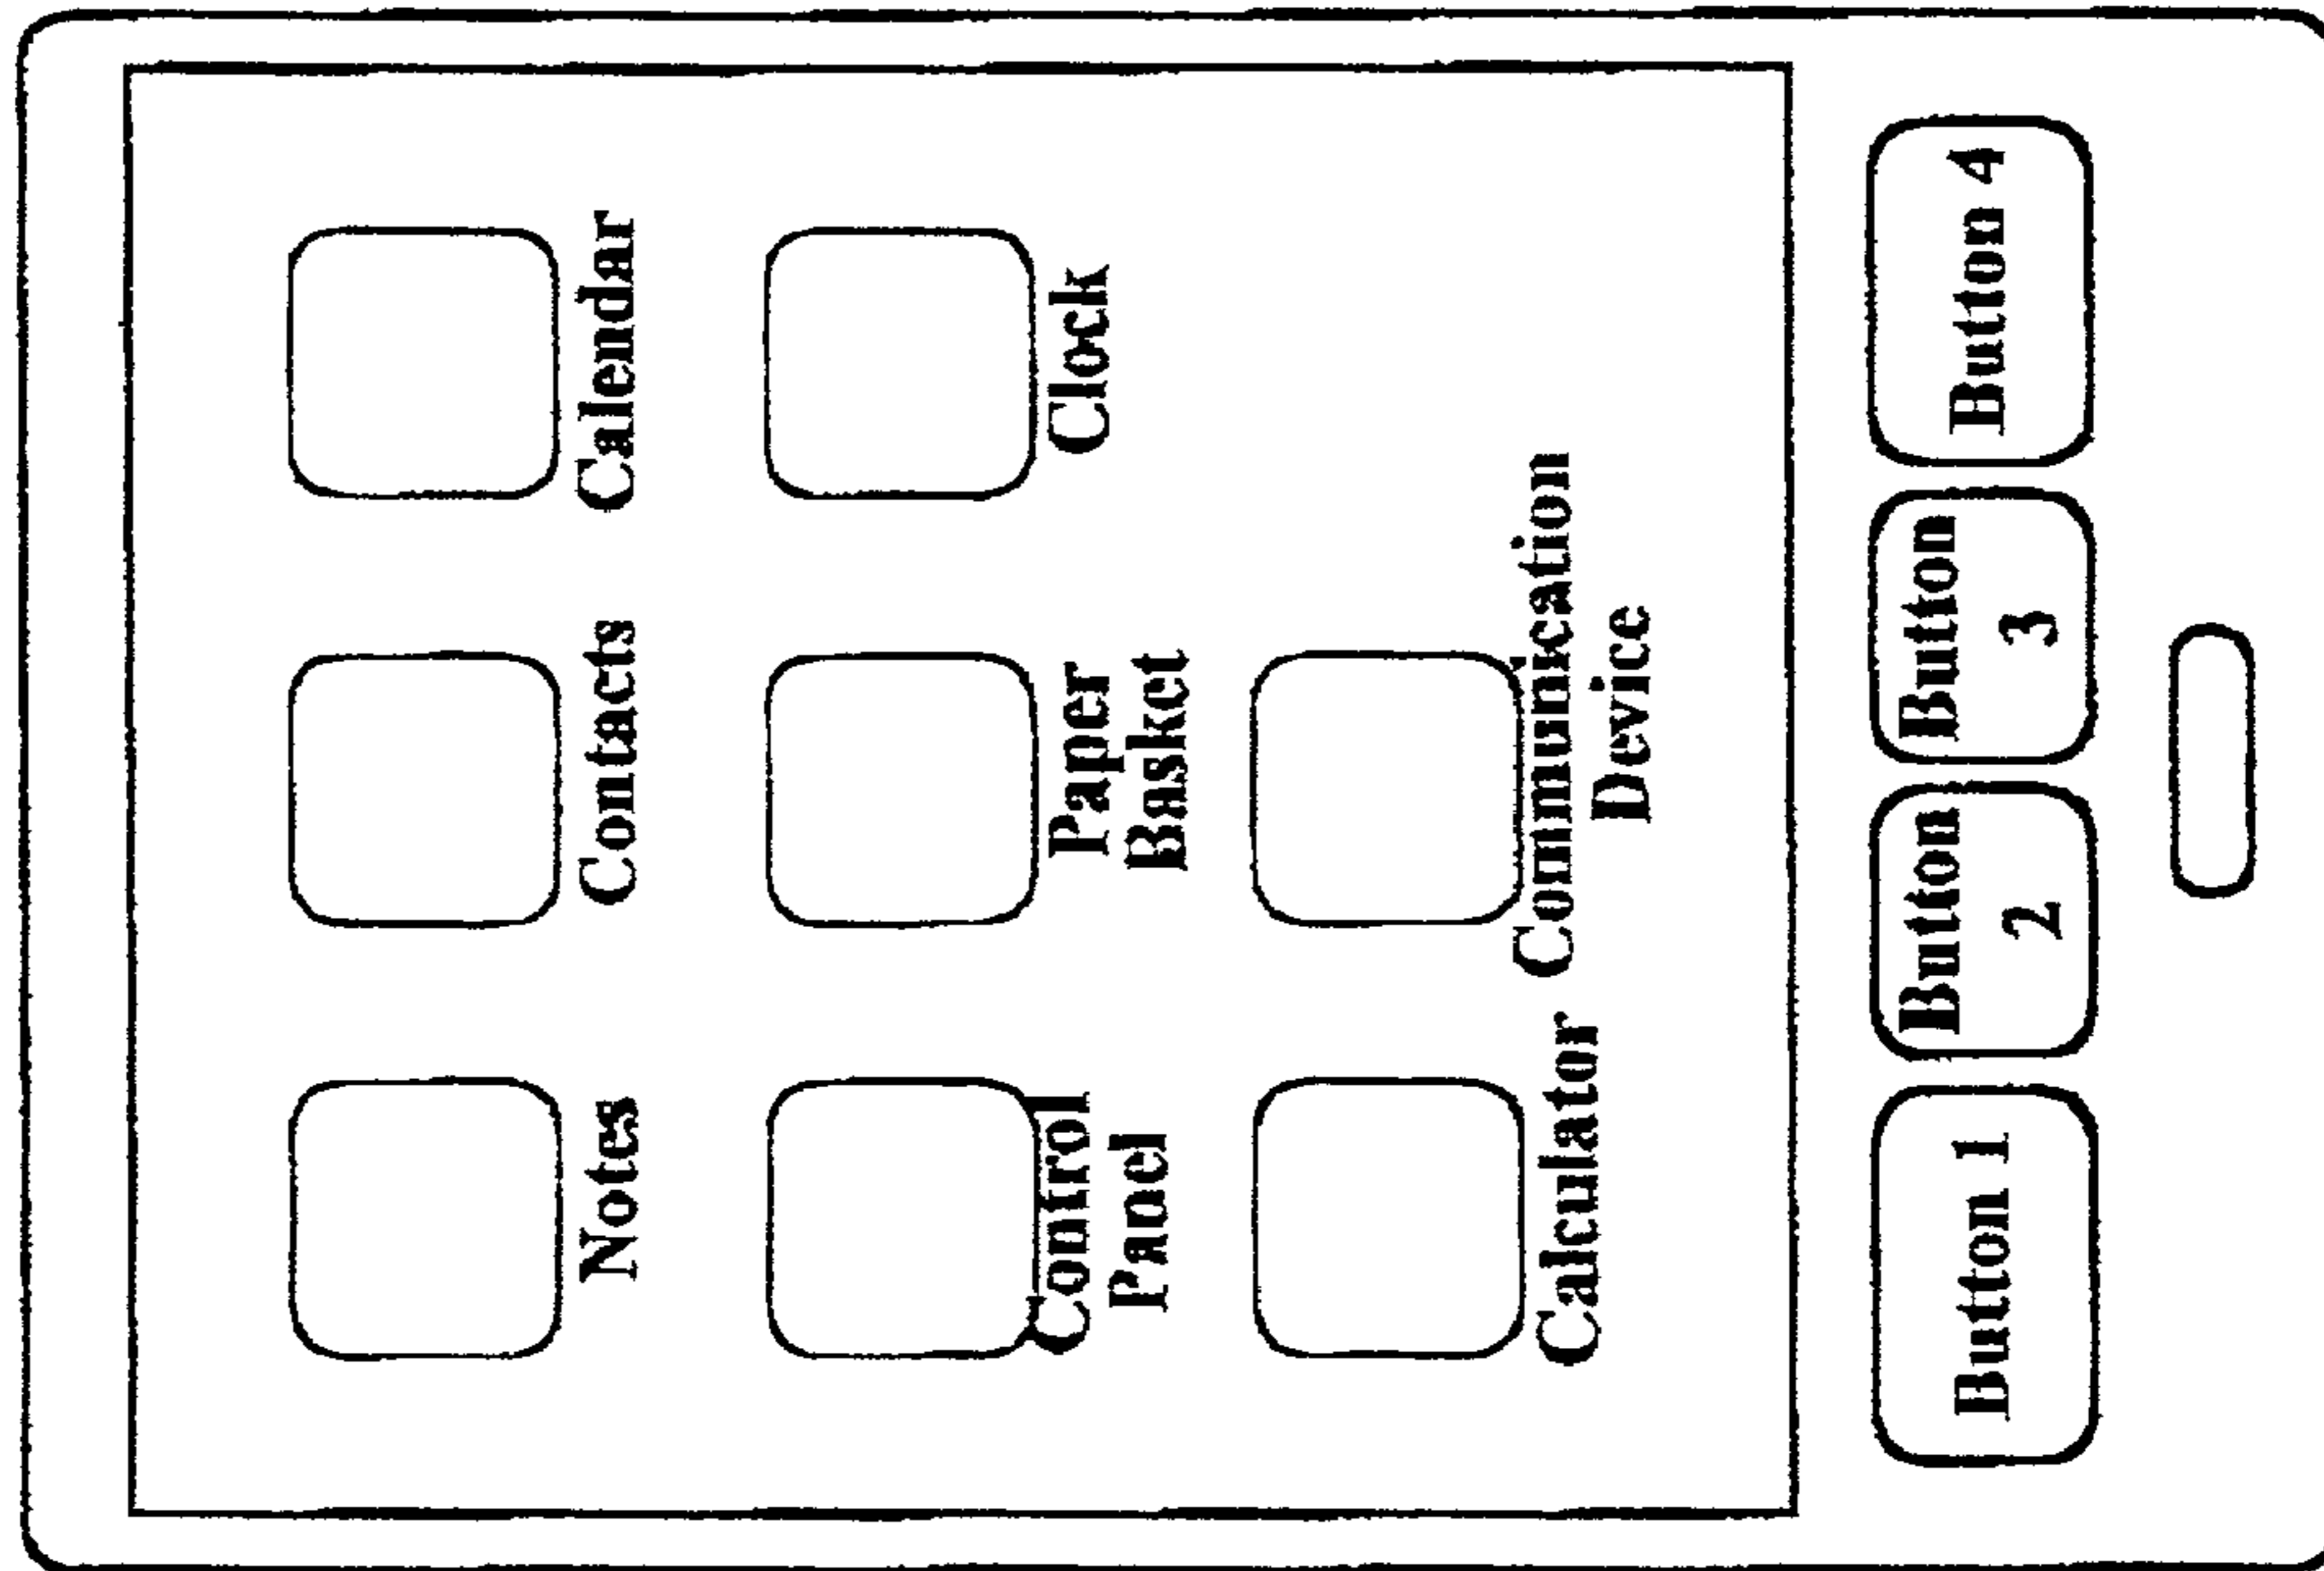 Notes
Contacts
Calendar
Control
Panel
Paper
Basket
Clock
Calculator
Communication
Device
Button 1
Button
2
Button
3
Button 4